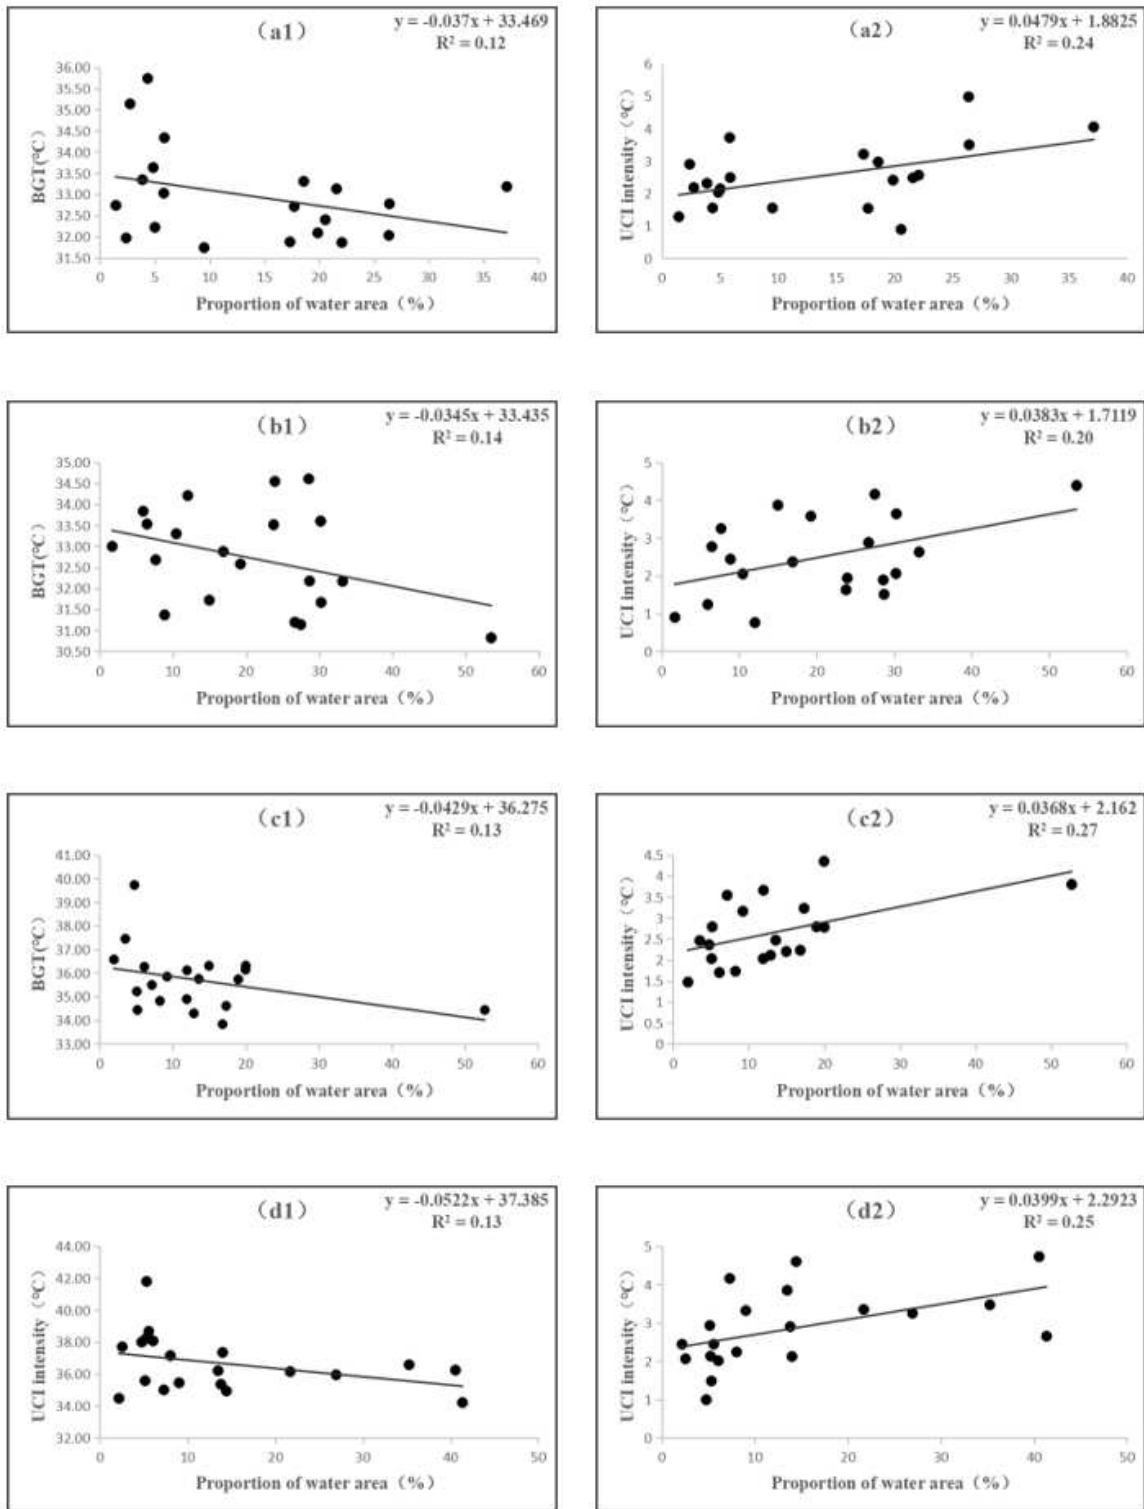 (a1)
y = -0.037x + 33.469
R² = 0.12
BGT(°C)
36.00
35.50
35.00
34.50
34.00
33.50
33.00
32.50
32.00
31.50
0 5 10 15 20 25 30 35 40
Proportion of water area (%)
(a2)
y = 0.0479x + 1.8825
R² = 0.24
UCI intensity (°C)
6
5
4
3
2
1
0
0 5 10 15 20 25 30 35 40
Proportion of water area (%)
(b1)
y = -0.0345x + 33.435
R² = 0.14
BGT(°C)
35.00
34.50
34.00
33.50
33.00
32.50
32.00
31.50
31.00
30.50
0 10 20 30 40 50 60
Proportion of water area (%)
(b2)
y = 0.0383x + 1.7119
R² = 0.20
UCI intensity (°C)
5
4
3
2
1
0
0 10 20 30 40 50 60
Proportion of water area (%)
(c1)
y = -0.0429x + 36.275
R² = 0.13
BGT(°C)
41.00
40.00
39.00
38.00
37.00
36.00
35.00
34.00
33.00
0 10 20 30 40 50 60
Proportion of water area (%)
(c2)
y = 0.0368x + 2.162
R² = 0.27
UCI intensity (°C)
4.5
4
3.5
3
2.5
2
1.5
1
0.5
0
0 10 20 30 40 50 60
Proportion of water area (%)
(d1)
y = -0.0522x + 37.385
R² = 0.13
UCI intensity (°C)
44.00
42.00
40.00
38.00
36.00
34.00
32.00
0 10 20 30 40 50
Proportion of water area (%)
(d2)
y = 0.0399x + 2.2923
R² = 0.25
UCI intensity (°C)
5
4
3
2
1
0
0 10 20 30 40 50
Proportion of water area (%)